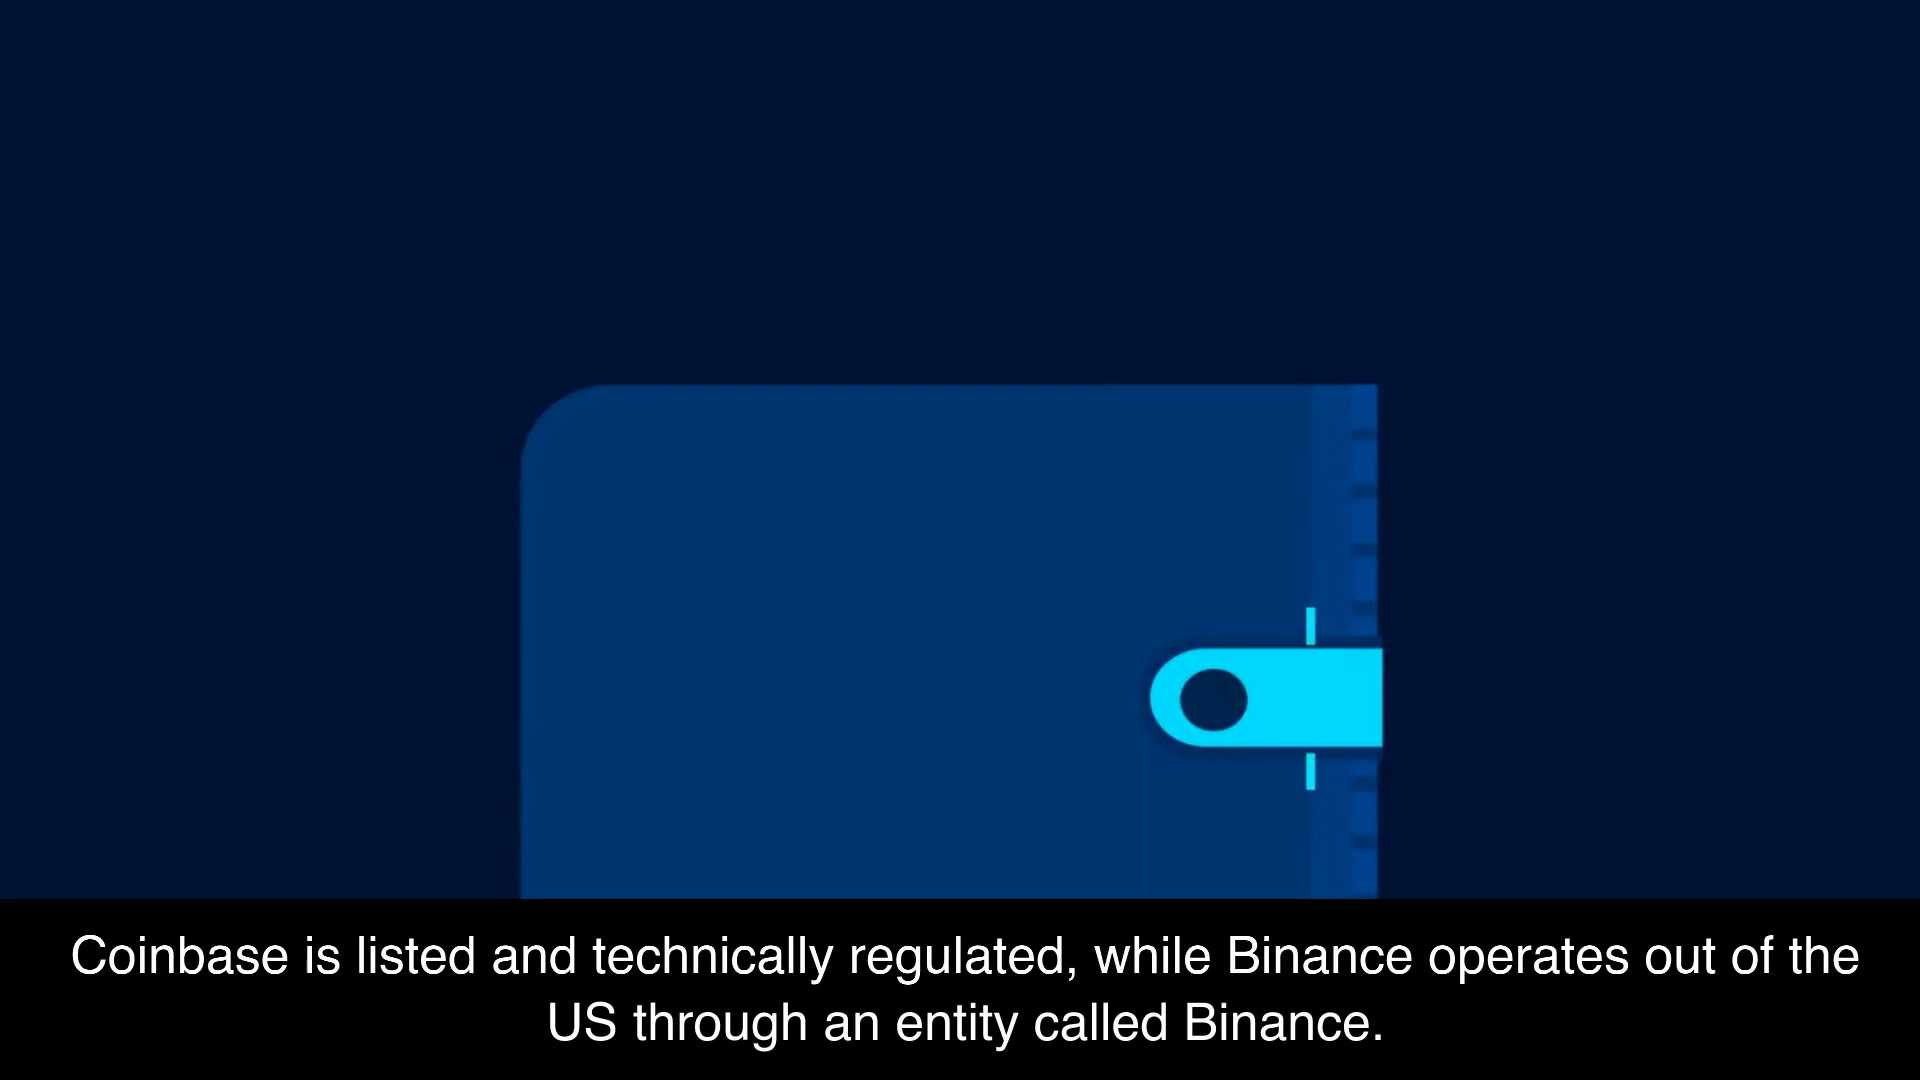 Coinbase is listed and technically regulated, while Binance operates out of the
US through an entity called Binance.